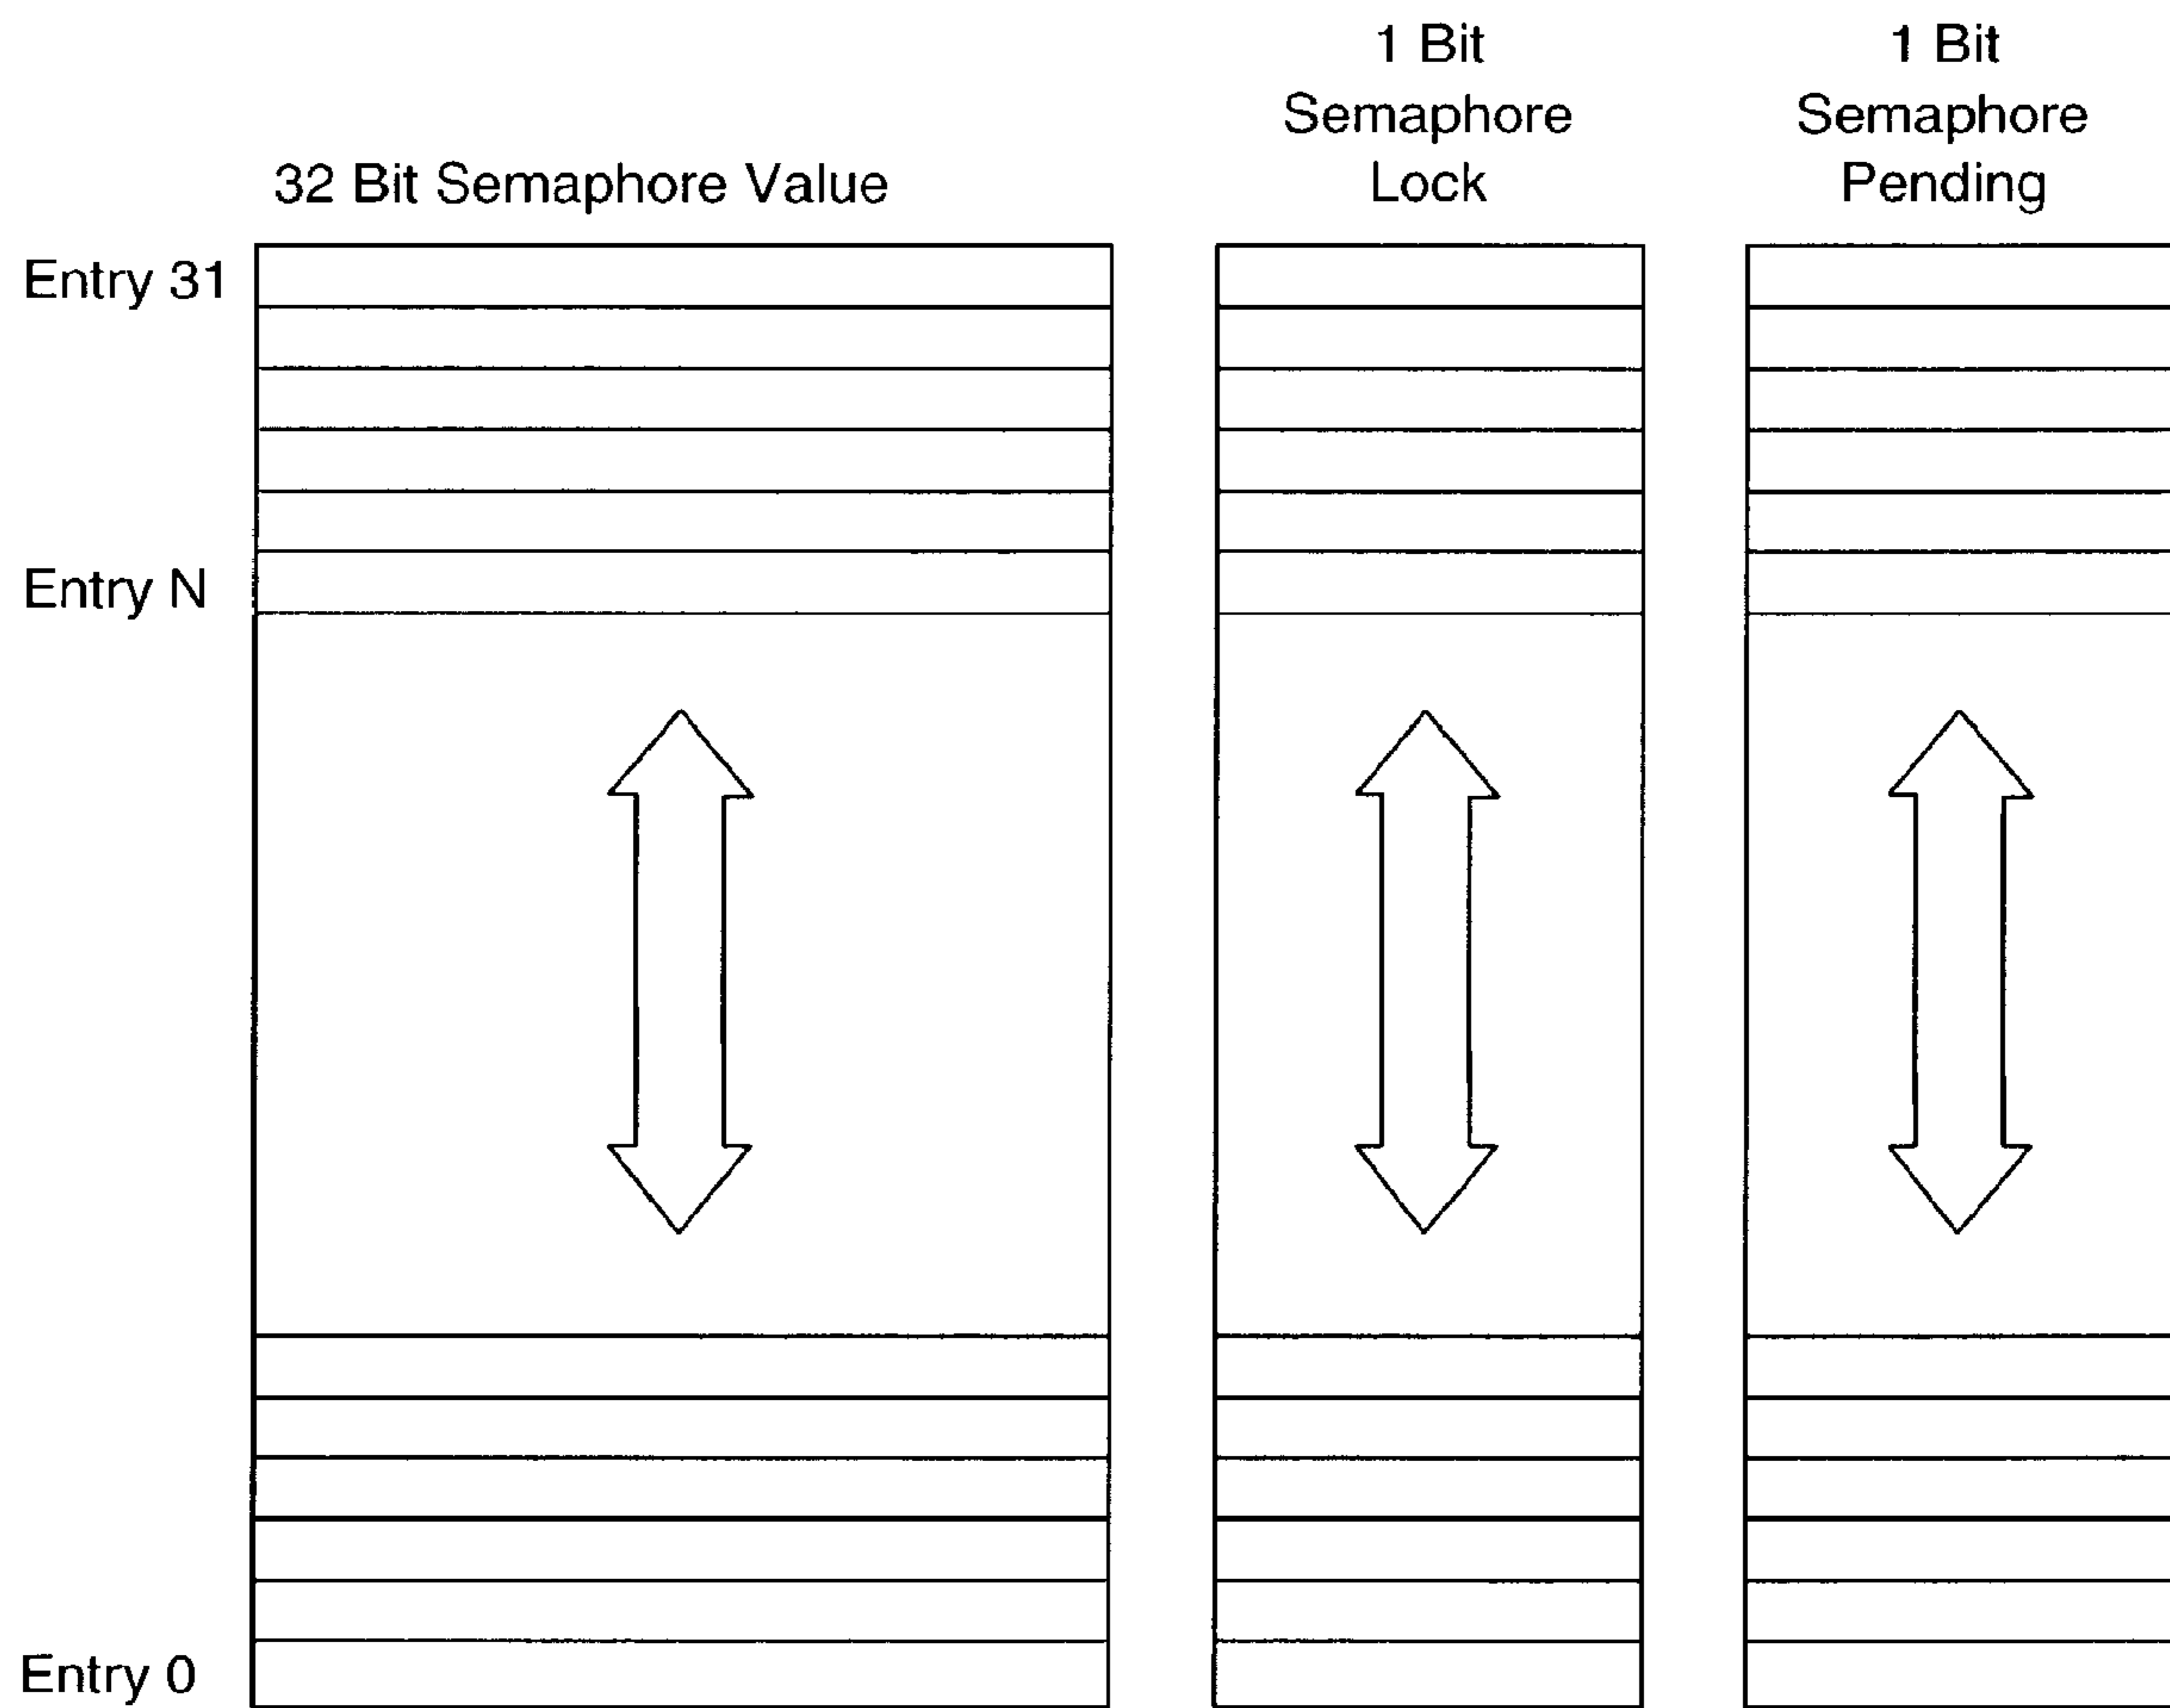 32 Bit Semaphore Value
1 Bit
Semaphore
Lock
1 Bit
Semaphore
Pending
Entry 31
Entry N
Entry 0